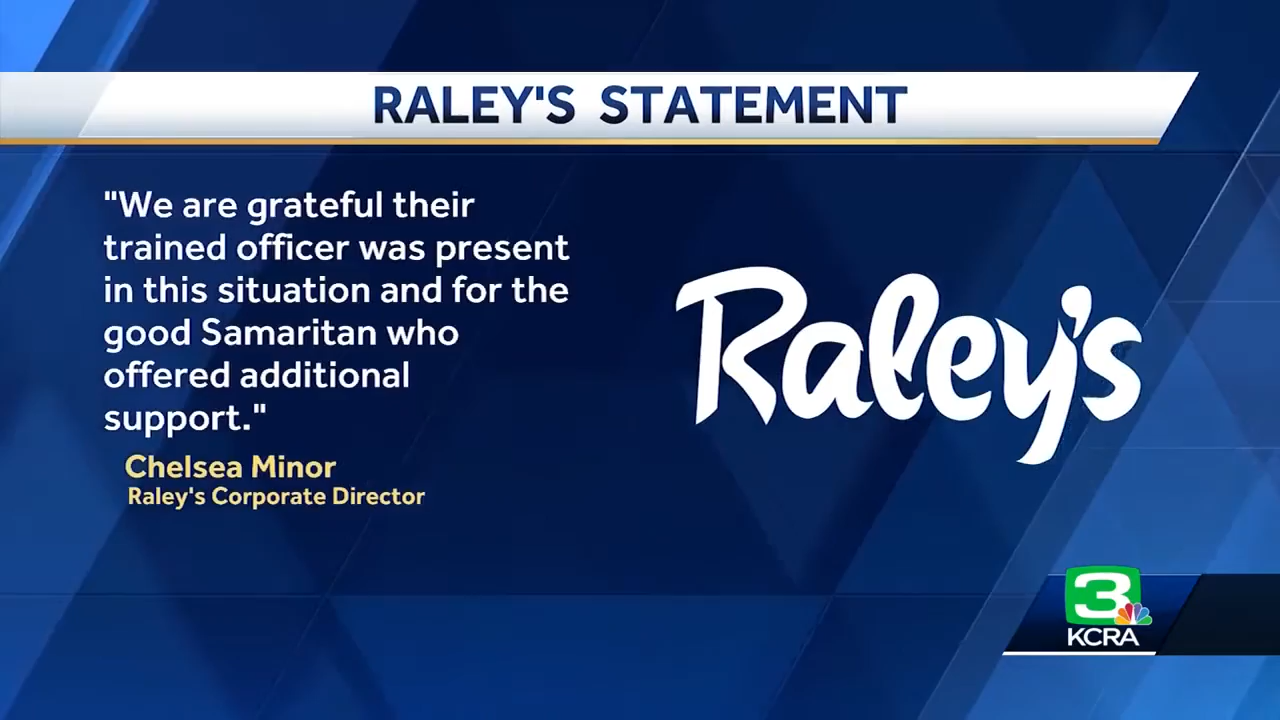 RALEY'S STATEMENT
"We are grateful their
trained officer was present
in this situation and for the
good Samaritan who
offered additional
support."
Chelsea Minor
Raley's Corporate Director
Raley's
3
KCRA